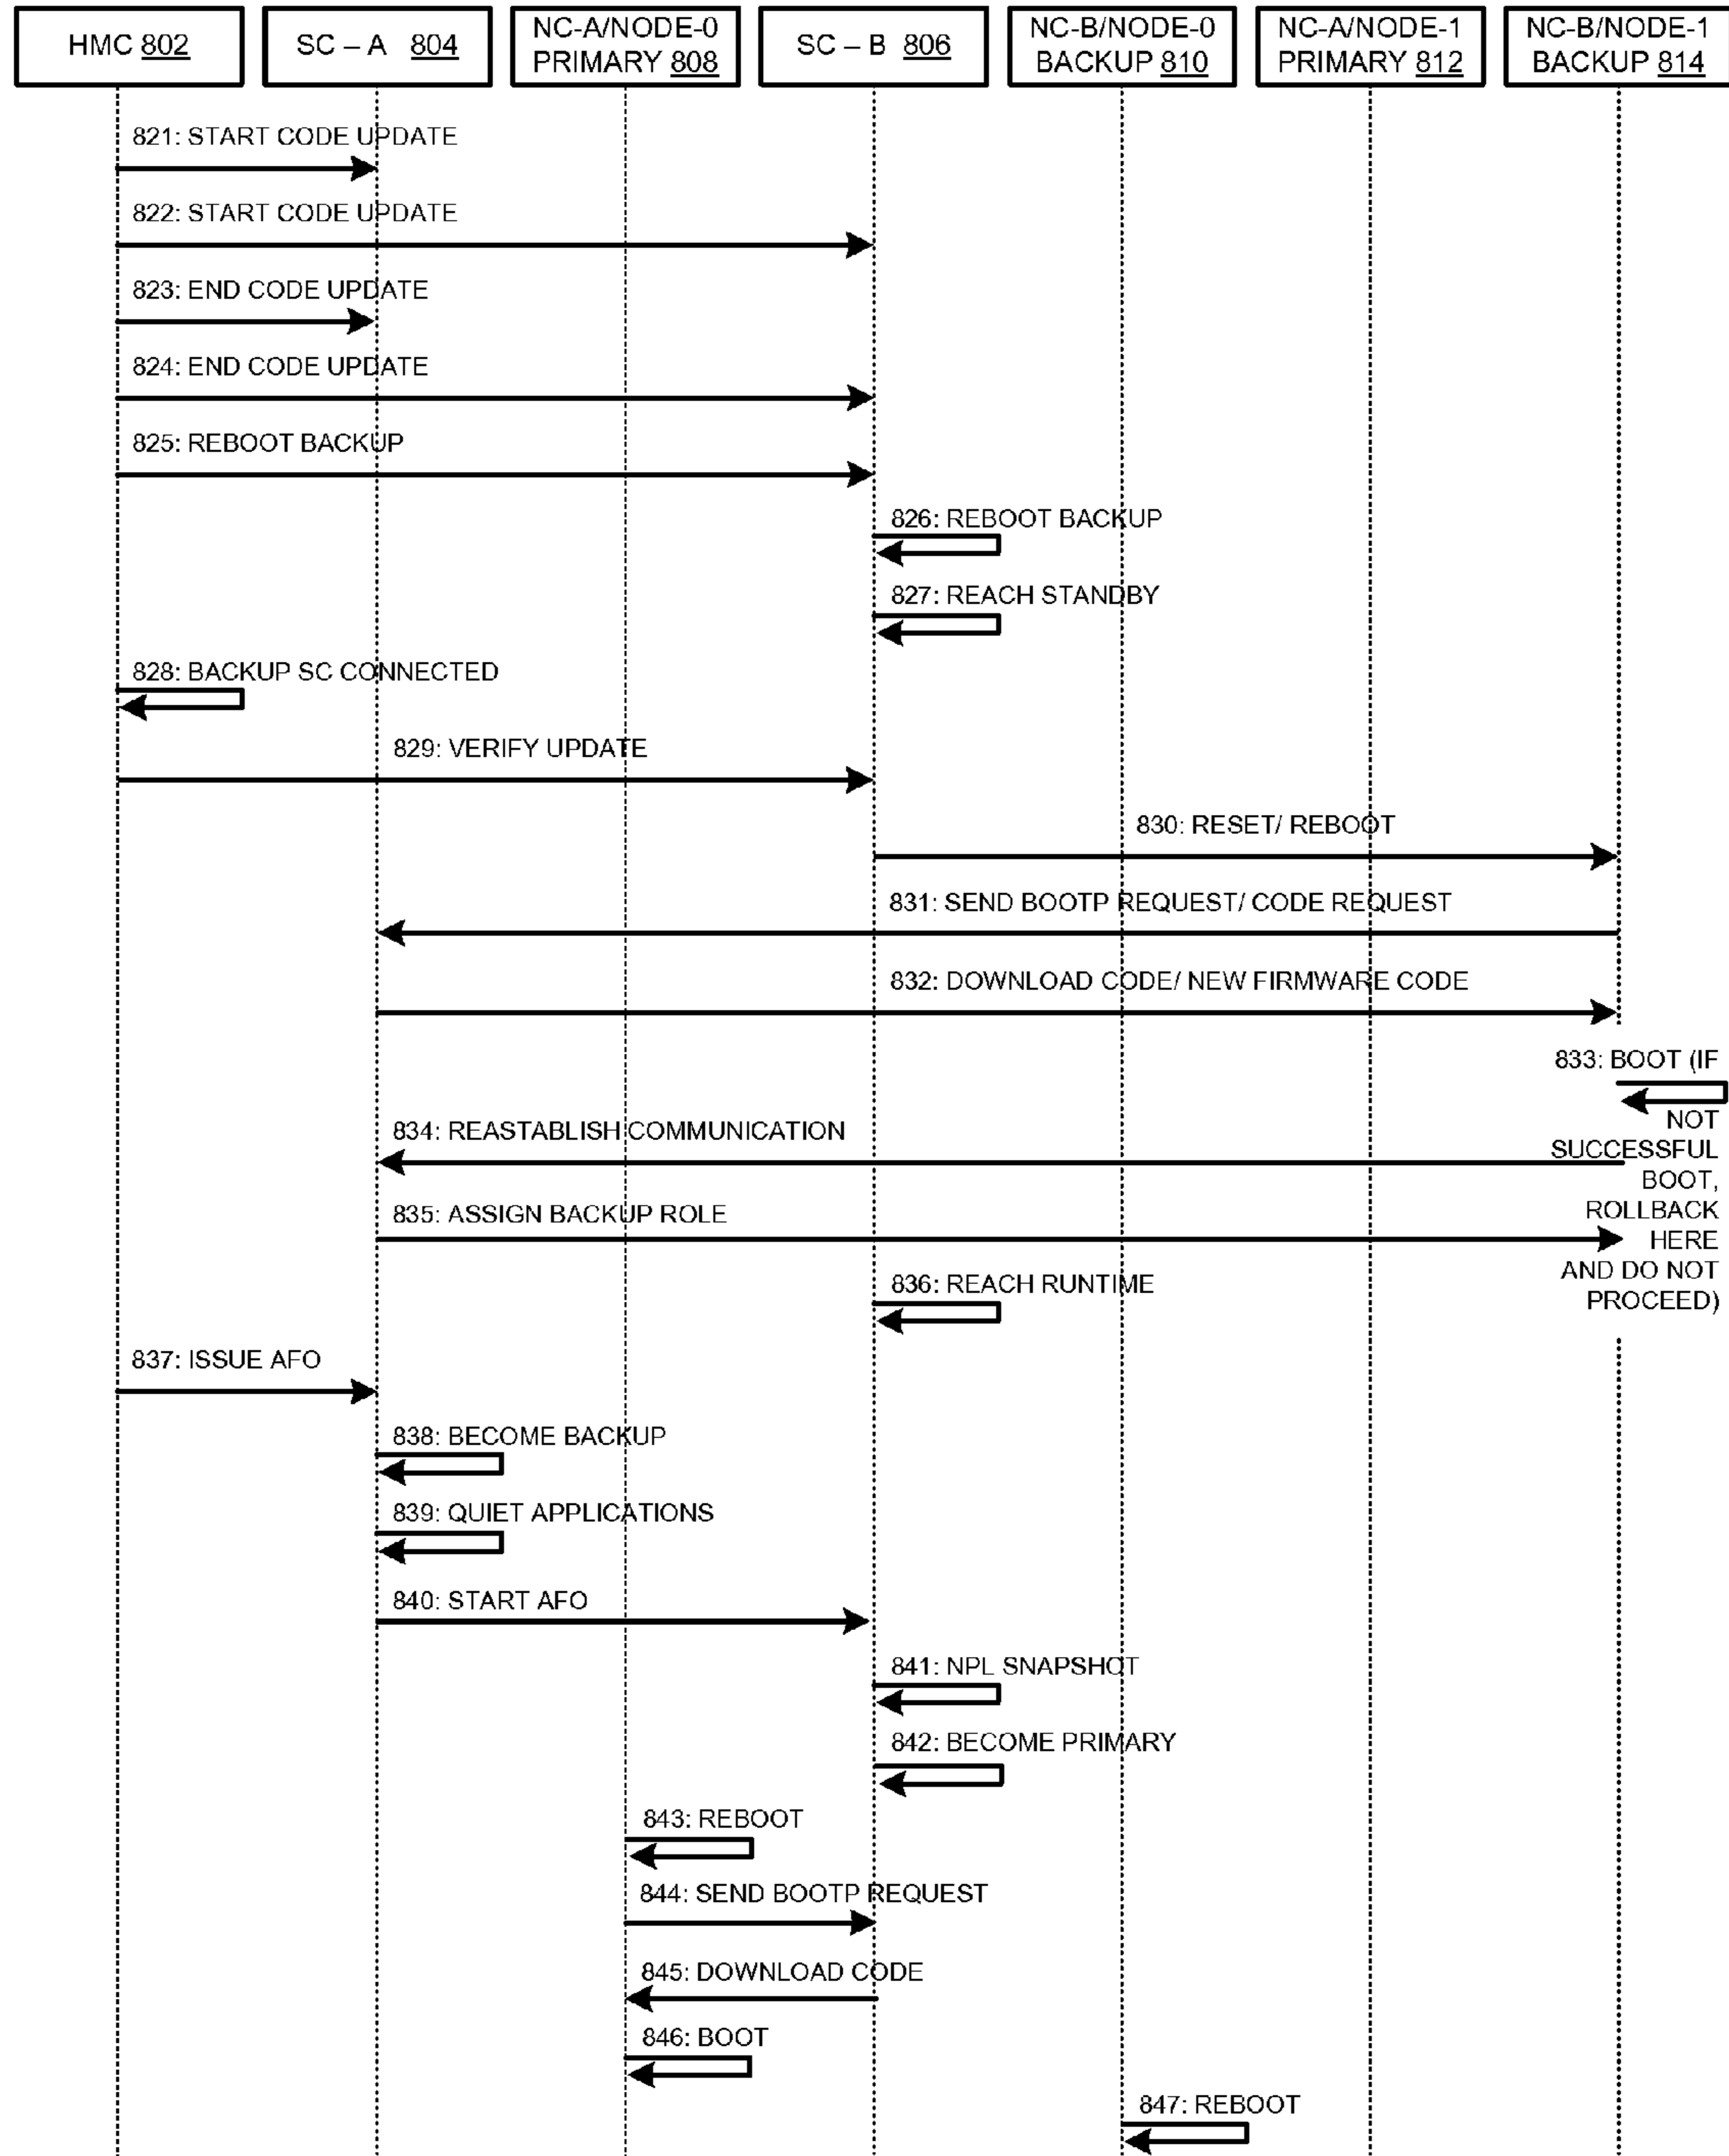 HMC 802
SC – A 804
NC-A/NODE-0
PRIMARY 808
SC – B 806
NC-B/NODE-0
BACKUP 810
NC-A/NODE-1
PRIMARY 812
NC-B/NODE-1
BACKUP 814
821: START CODE UPDATE
822: START CODE UPDATE
823: END CODE UPDATE
824: END CODE UPDATE
825: REBOOT BACKUP
826: REBOOT BACKUP
827: REACH STANDBY
828: BACKUP SC CONNECTED
829: VERIFY UPDATE
830: RESET/ REBOOT
831: SEND BOOTP REQUEST/ CODE REQUEST
832: DOWNLOAD CODE/ NEW FIRMWARE CODE
833: BOOT (IF
NOT
SUCCESSFUL
BOOT,
ROLLBACK
HERE
AND DO NOT
PROCEED)
834: REASTABLISH COMMUNICATION
835: ASSIGN BACKUP ROLE
836: REACH RUNTIME
837: ISSUE AFO
838: BECOME BACKUP
839: QUIET APPLICATIONS
840: START AFO
841: NPL SNAPSHOT
842: BECOME PRIMARY
843: REBOOT
844: SEND BOOTP REQUEST
845: DOWNLOAD CODE
846: BOOT
847: REBOOT